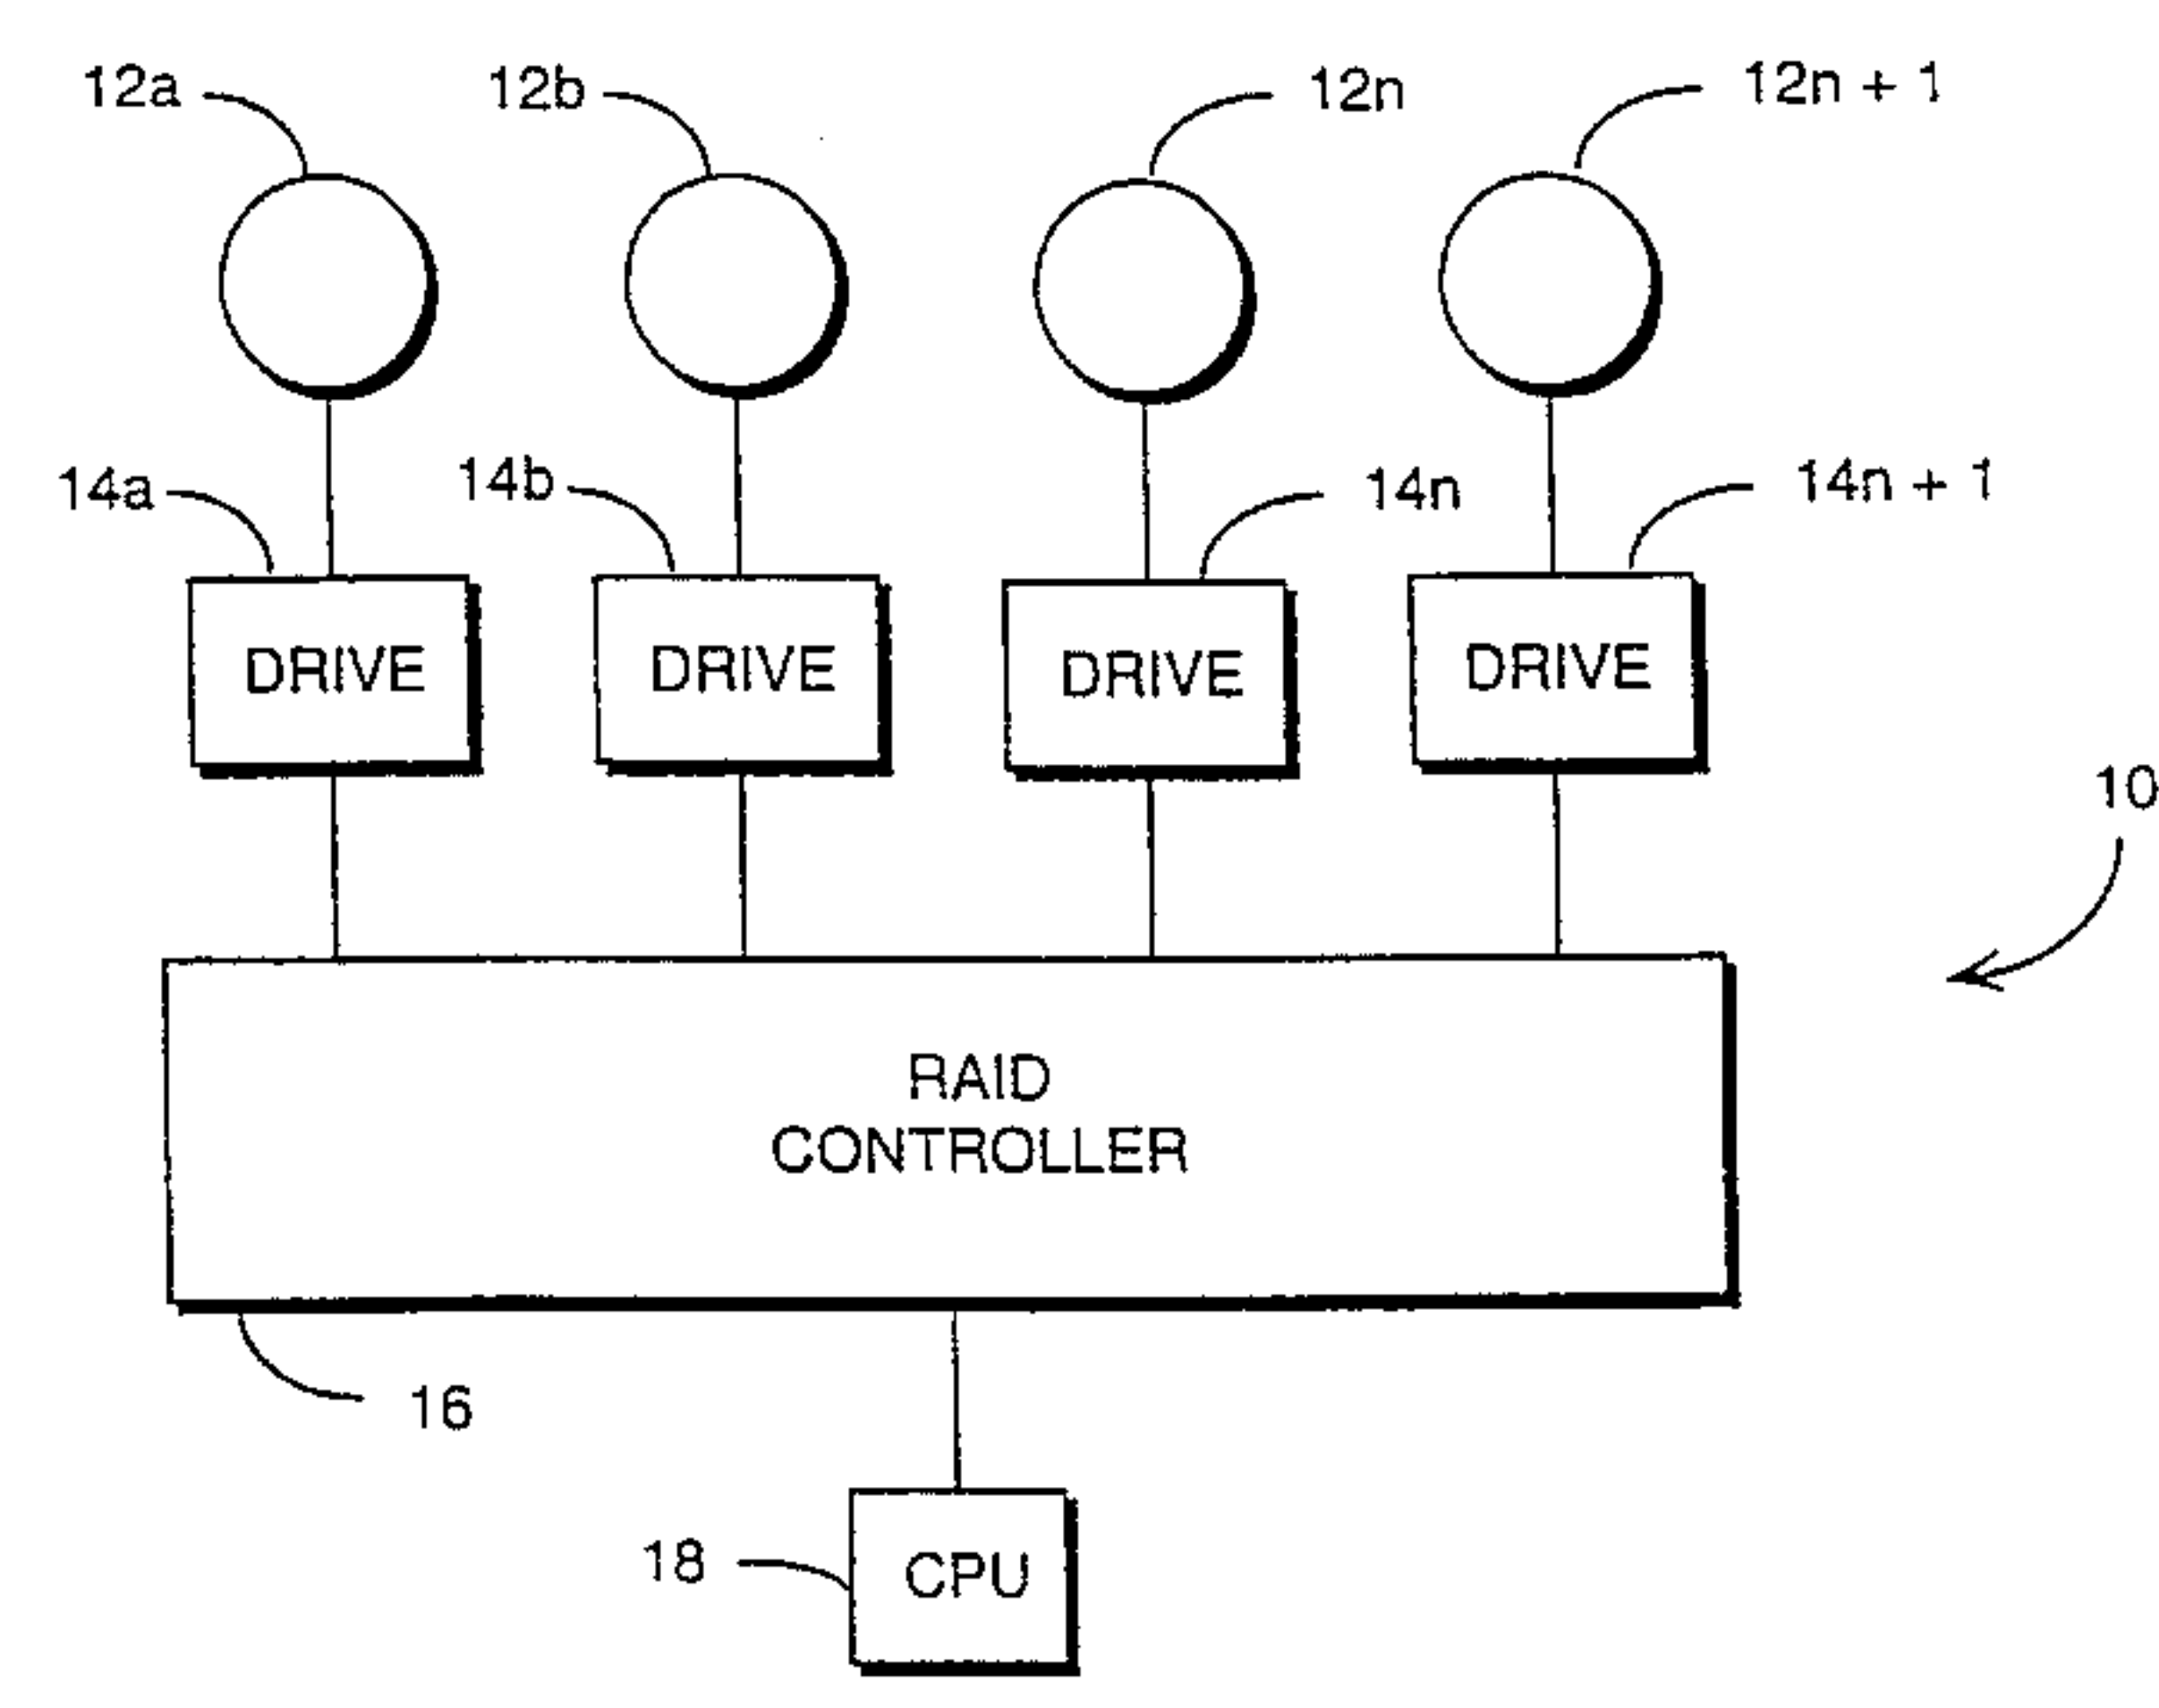 12a
12b
12n
12n + 1
14a
14b
14n
14n + 1
DRIVE
DRIVE
DRIVE
DRIVE
10
RAID
CONTROLLER
16
18
CPU